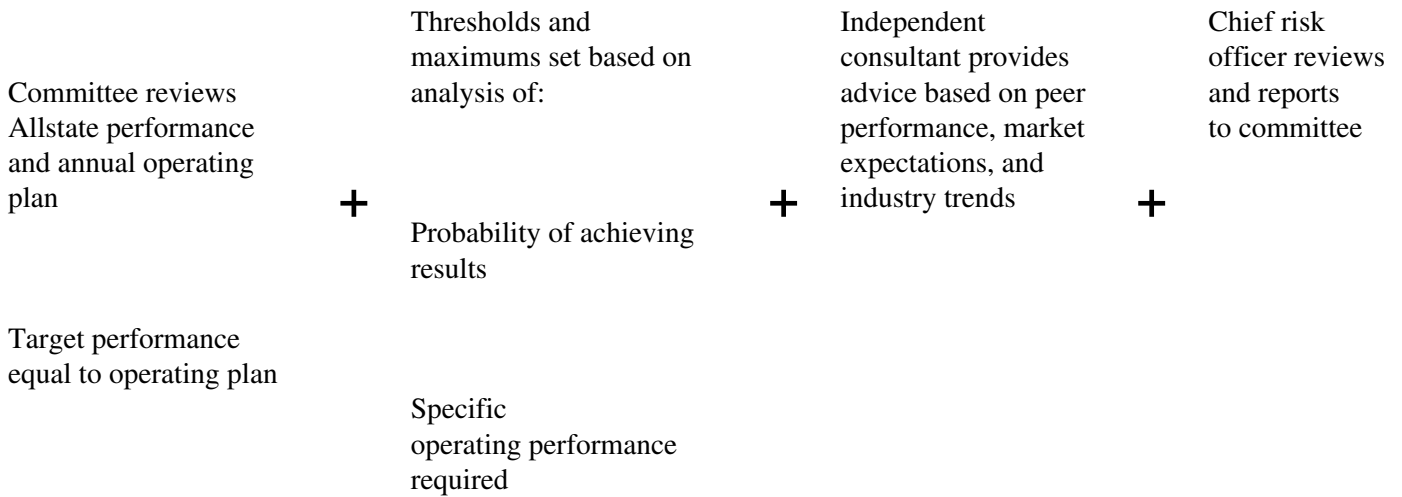 Committee reviews
Allstate performance
and annual operating
plan
Target performance
equal to operating plan
+
Thresholds and
maximums set based on
analysis of:
Probability of achieving
results
Specific
operating performance
required
+
Independent
consultant provides
advice based on peer
performance, market
expectations, and
industry trends
+
Chief risk
officer reviews
and reports
to committee